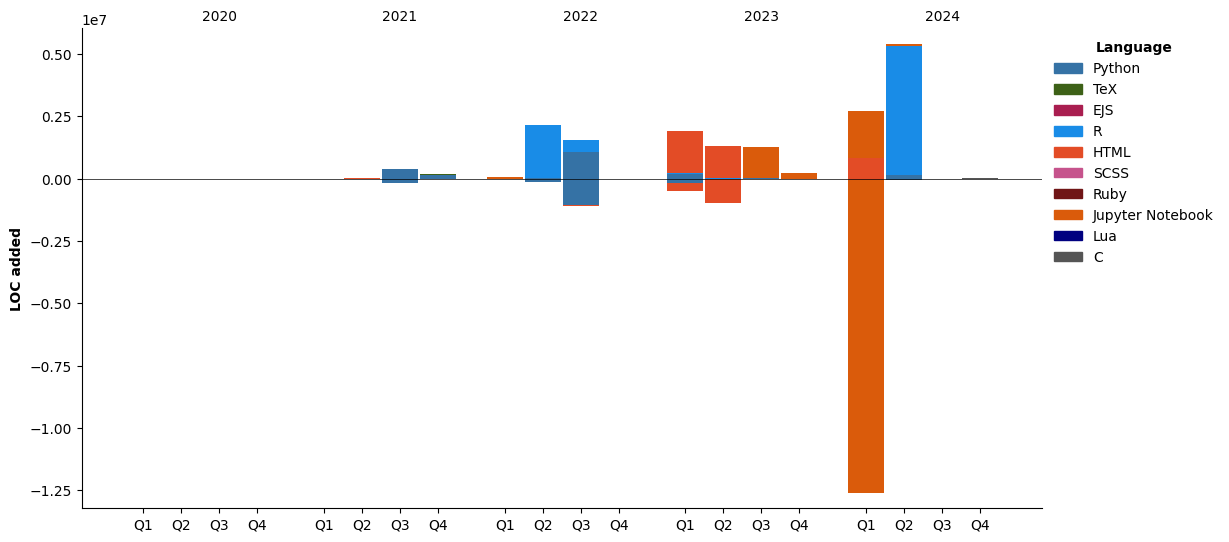 2020 2021 2022 2023 2024
1e7
0.50
0.25
0.00
−0.25
−0.50
−0.75
−1.00
−1.25
LOC added
Q1 Q2 Q3 Q4 Q1 Q2 Q3 Q4 Q1 Q2 Q3 Q4 Q1 Q2 Q3 Q4 Q1 Q2 Q3 Q4
Language
Python
TeX
EJS
R
HTML
SCSS
Ruby
Jupyter Notebook
Lua
C